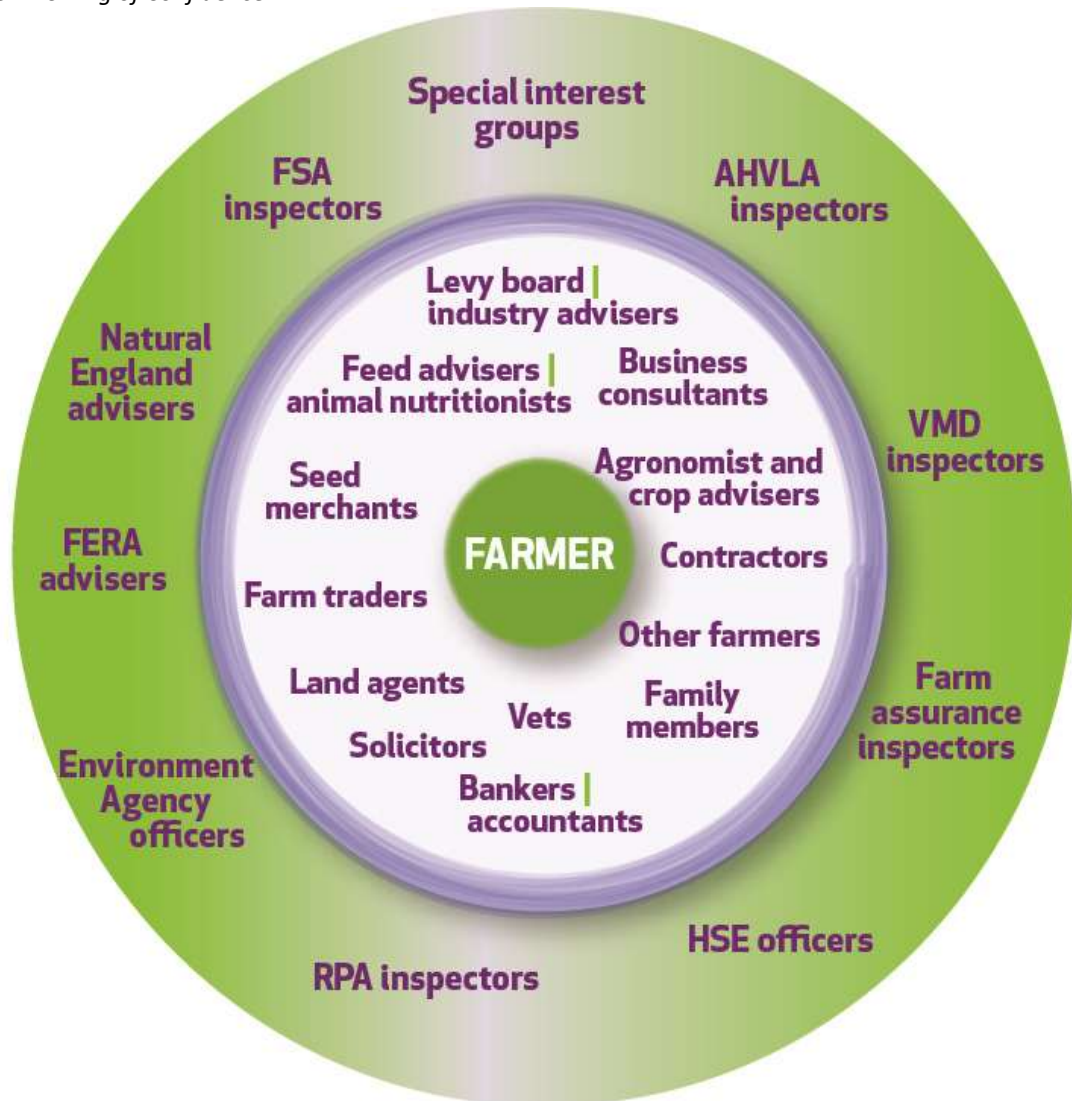 Special interest
groups
FSA
inspectors
AHVLA
inspectors
Levy board |
industry advisers
Natural
England
advisers
Feed advisers |
animal nutritionists
Business
consultants
VMD
inspectors
Seed
merchants
Agronomist and
crop advisers
FERA
advisers
FARMER
Contractors
Farm traders
Other farmers
Land agents
Vets
Family
members
Farm
assurance
inspectors
Solicitors
Environment
Agency
officers
Bankers |
accountants
HSE officers
RPA inspectors